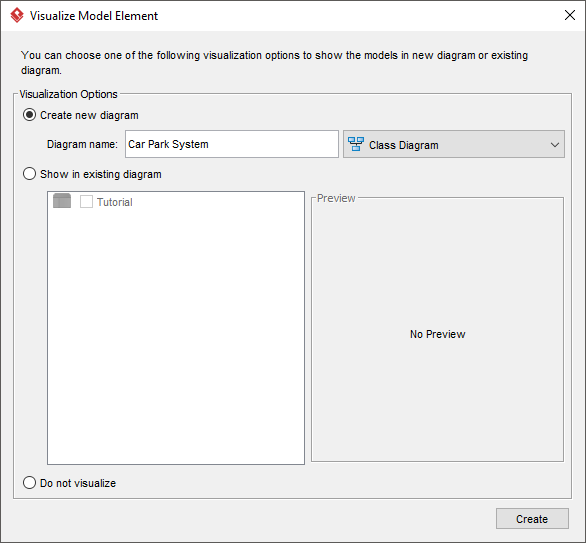 Visualize Model Element
You can choose one of the following visualization options to show the models in new diagram or existing
diagram.
Visualization Options
Create new diagram
Diagram name: Car Park System Class Diagram
Show in existing diagram
Tutorial
Preview
No Preview
Do not visualize
Create